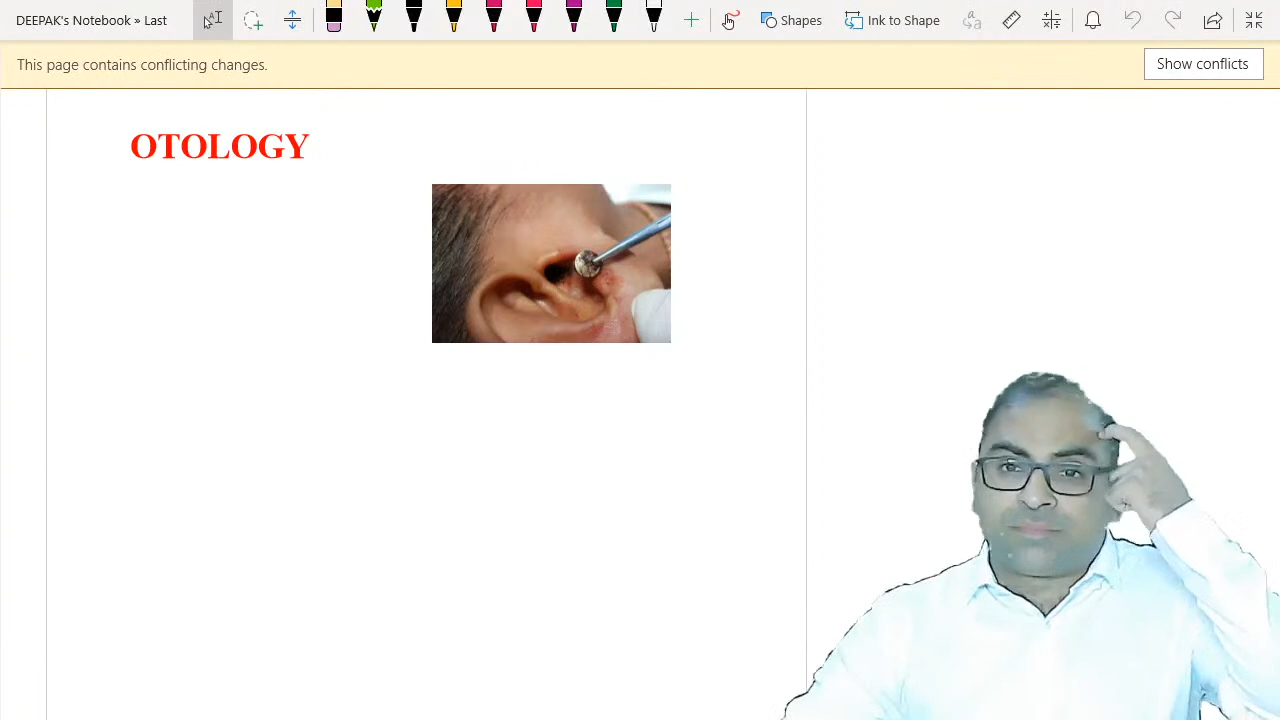 DEEPAK's Notebook » Last
Shapes
Ink to Shape
This page contains conflicting changes.
Show conflicts
OTOLOGY